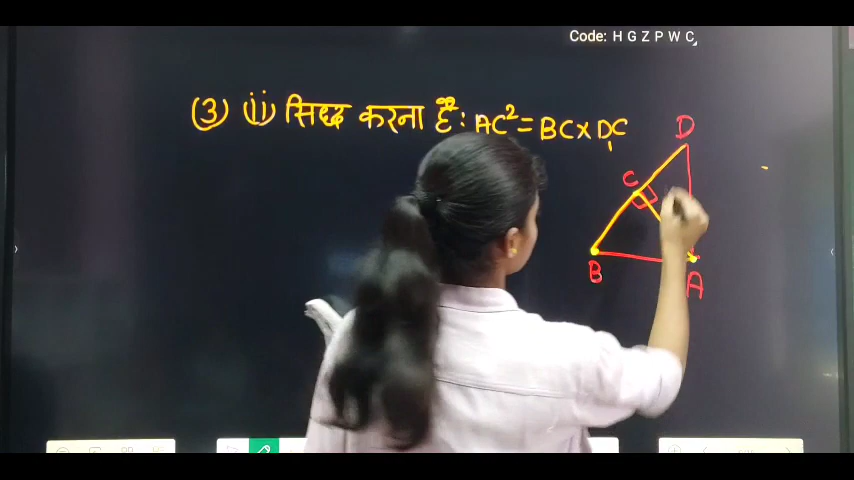 Code: H G Z P W C
(3) (ii) सिद्ध करना है : AC² = BC × DC
D
C
B
A